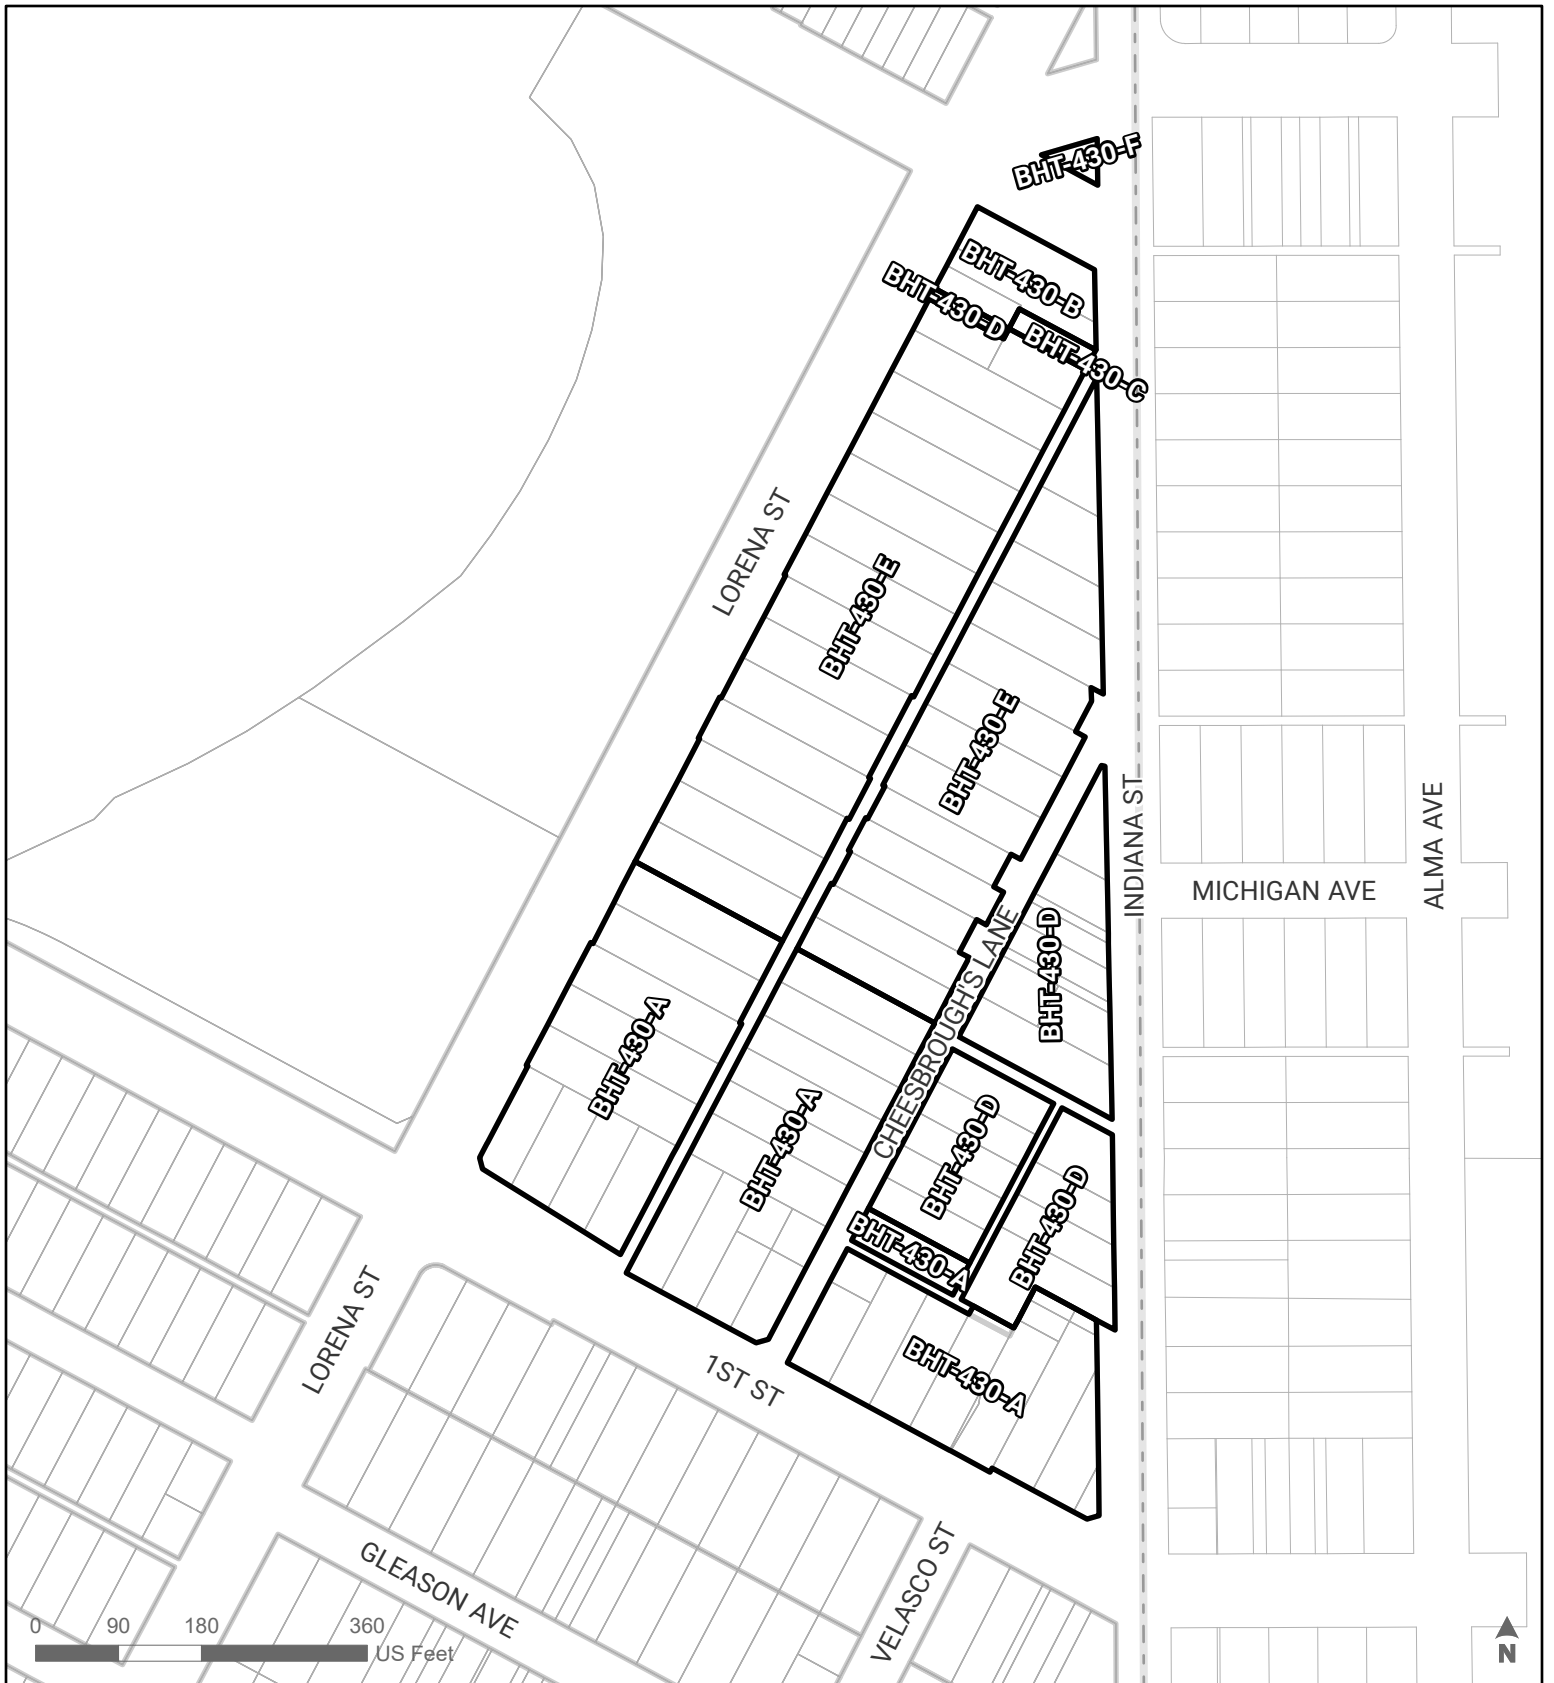 BHT-430-F
BHT-430-B
BHT-430-D
BHT-430-C
LORENA ST
BHT-430-E
BHT-430-E
INDIANA ST
ALMA AVE
MICHIGAN AVE
BHT-430-D
CHEESBROUGH'S LANE
BHT-430-A
BHT-430-A
BHT-430-D
BHT-430-D
BHT-430-A
LORENA ST
1ST ST
BHT-430-A
GLEASON AVE
VELASCO ST
0 90 180 360
US Feet
N